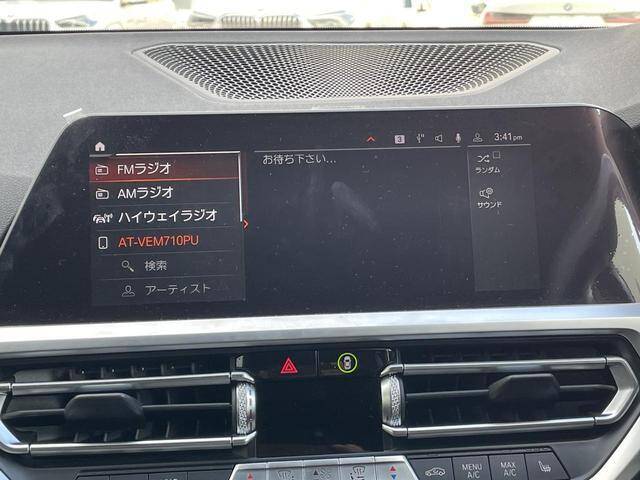 3
3:41pm
FMラジオ
AMラジオ
ハイウェイラジオ
AT-VEM710PU
検索
アーティスト
お待ち下さい...
ランダム
サウンド
MENU
A/C
MAX
A/C